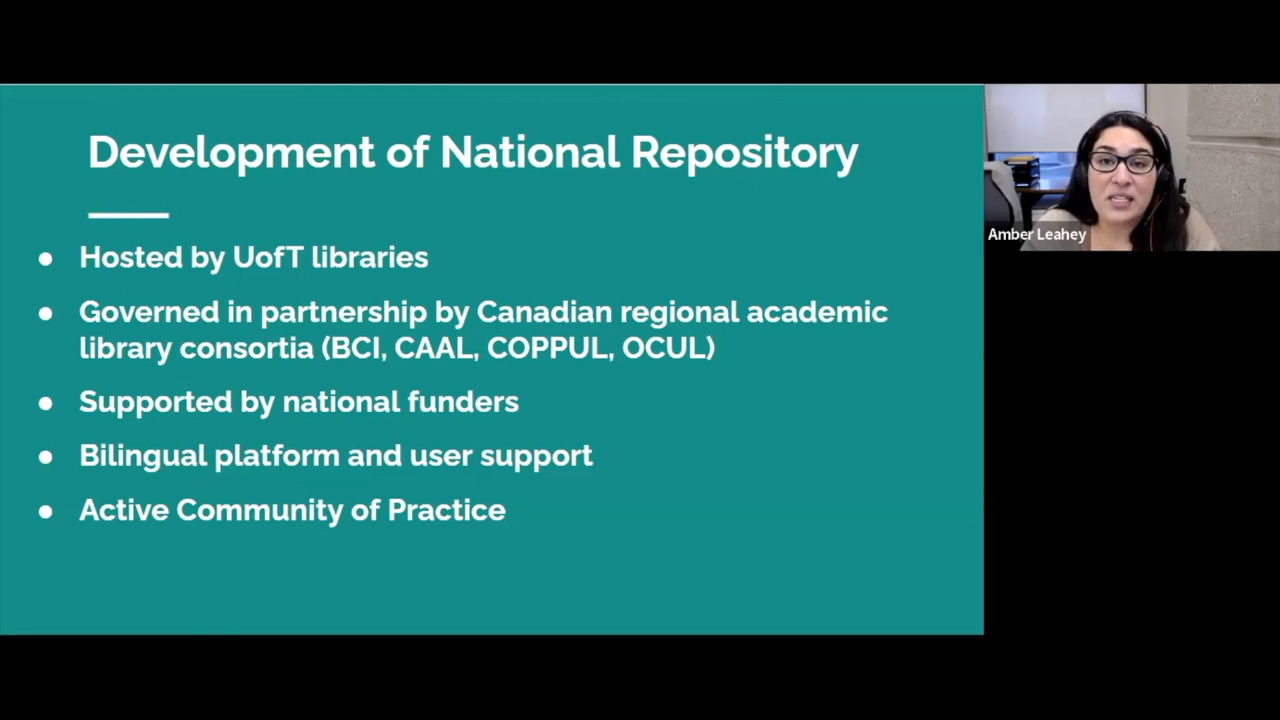 Development of National Repository
● Hosted by UofT libraries
● Governed in partnership by Canadian regional academic
library consortia (BCI, CAAL, COPPUL, OCUL)
● Supported by national funders
● Bilingual platform and user support
● Active Community of Practice
Amber Leahey